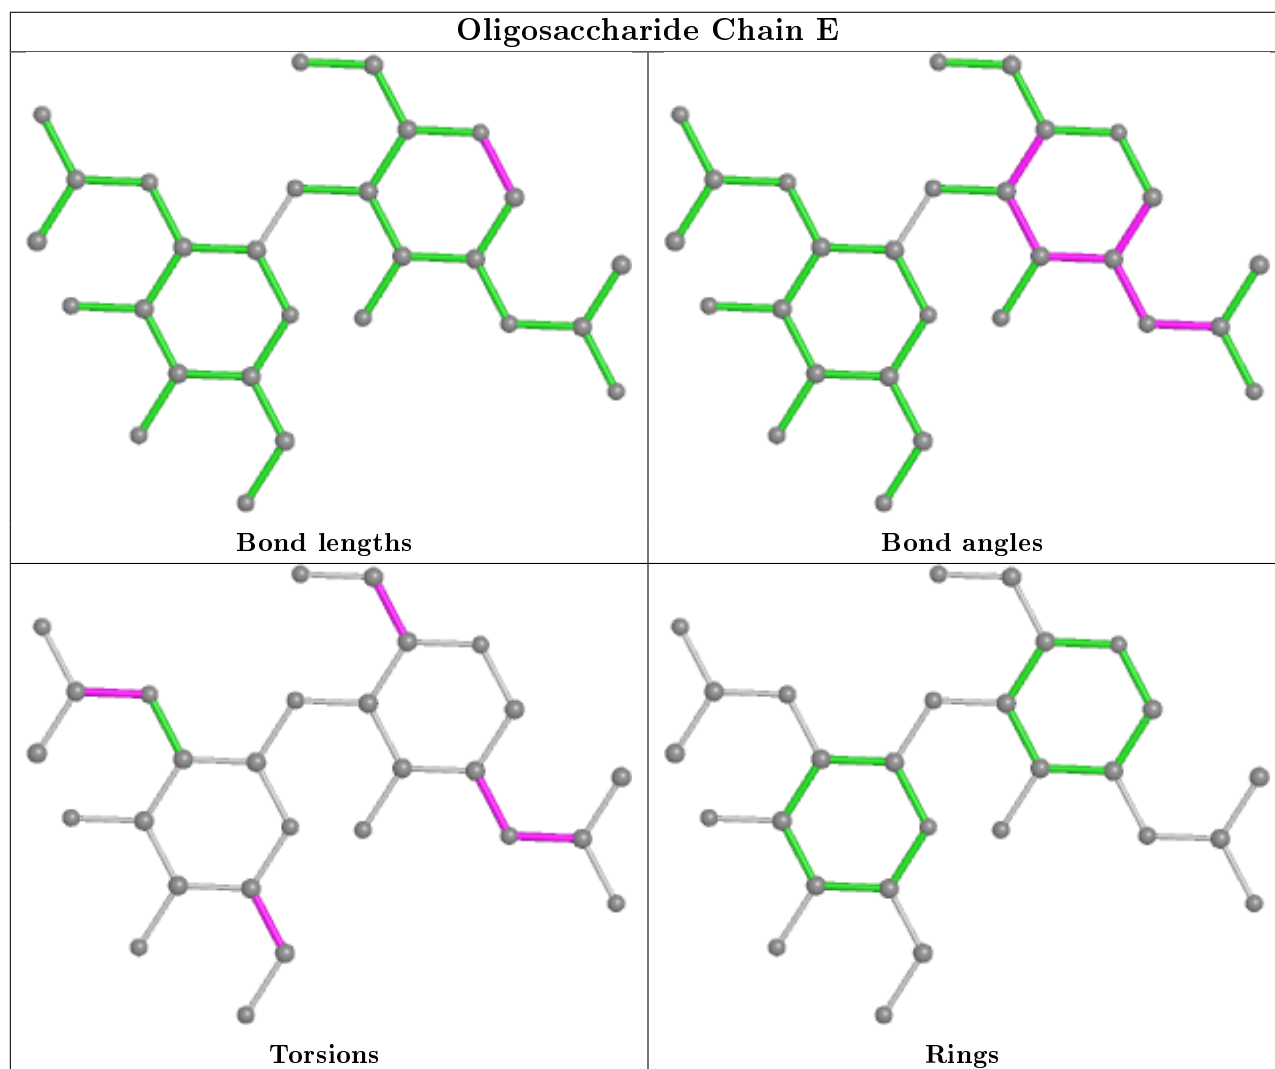 Oligosaccharide Chain E
Bond lengths
Bond angles
Torsions
Rings